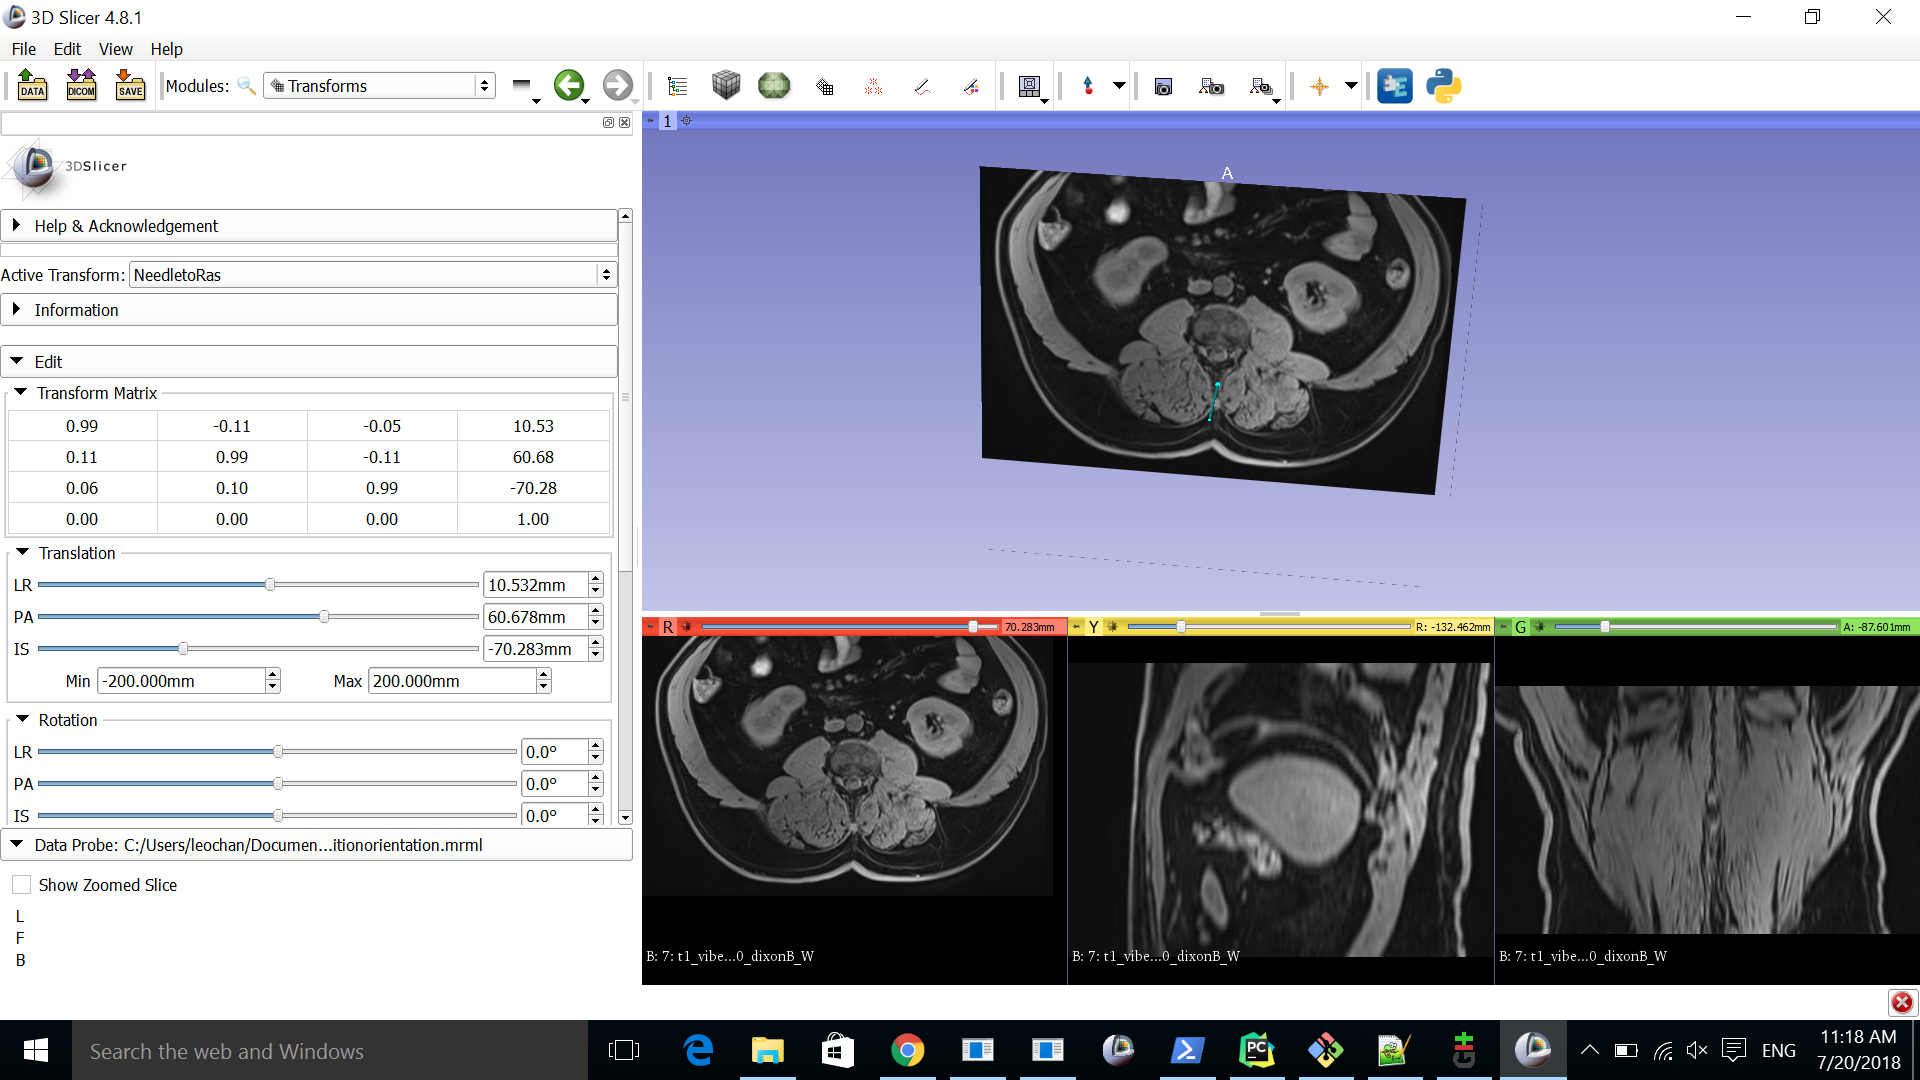 3D Slicer 4.8.1
File Edit View Help
DATA DICOM SAVE Modules: Transforms
1
3DSlicer
Help & Acknowledgement
Active Transform: NeedletoRas
Information
Edit
Transform Matrix
0.99 -0.11 -0.05 10.53
0.11 0.99 -0.11 60.68
0.06 0.10 0.99 -70.28
0.00 0.00 0.00 1.00
Translation
LR 10.532mm
PA 60.678mm
IS -70.283mm
Min -200.000mm Max 200.000mm
Rotation
LR 0.0°
PA 0.0°
IS 0.0°
Data Probe: C:/Users/leochan/Documen...itionorientation.mrml
Show Zoomed Slice
L
F
B
A
R 70.283mm
Y R: -132.462mm
G A: -87.601mm
B: 7: t1_vibe...0_dixonB_W
B: 7: t1_vibe...0_dixonB_W
B: 7: t1_vibe...0_dixonB_W
Search the web and Windows
PC
ENG
11:18 AM
7/20/2018